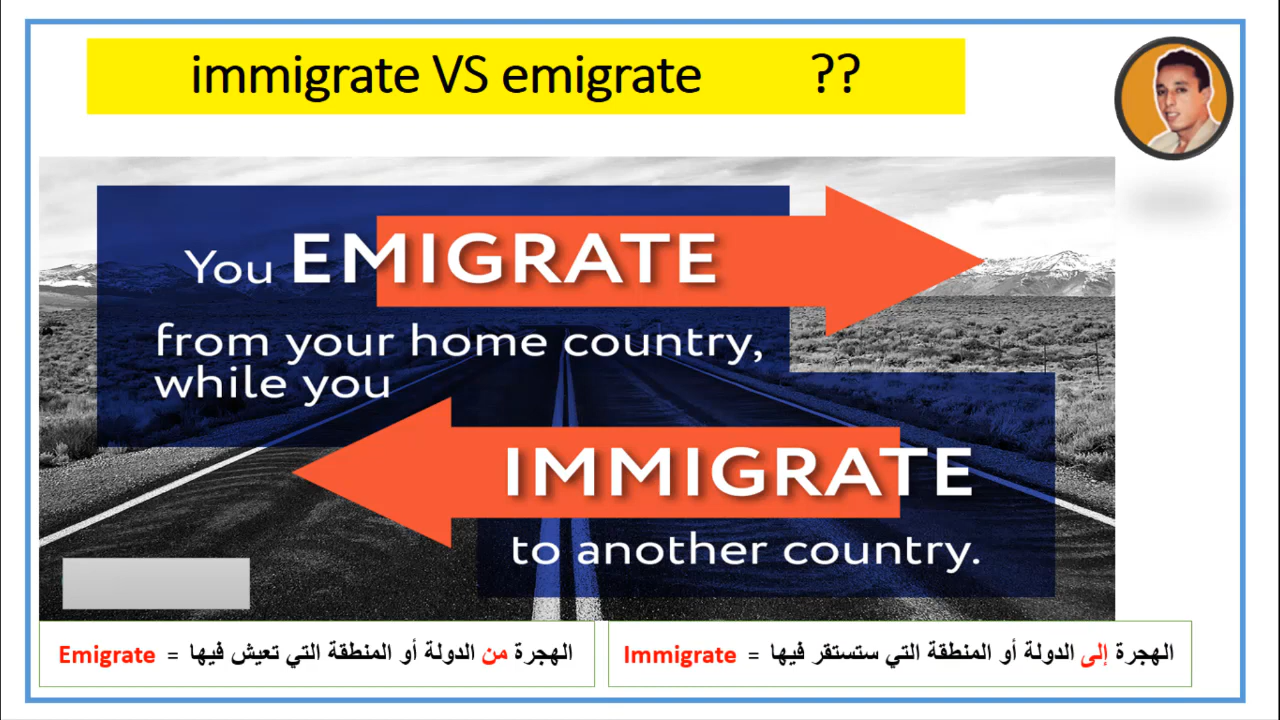 immigrate VS emigrate ??
You EMIGRATE
from your home country,
while you
IMMIGRATE
to another country.
Emigrate = الهجرة من الدولة أو المنطقة التي تعيش فيها
Immigrate = الهجرة إلى الدولة أو المنطقة التي ستستقر فيها